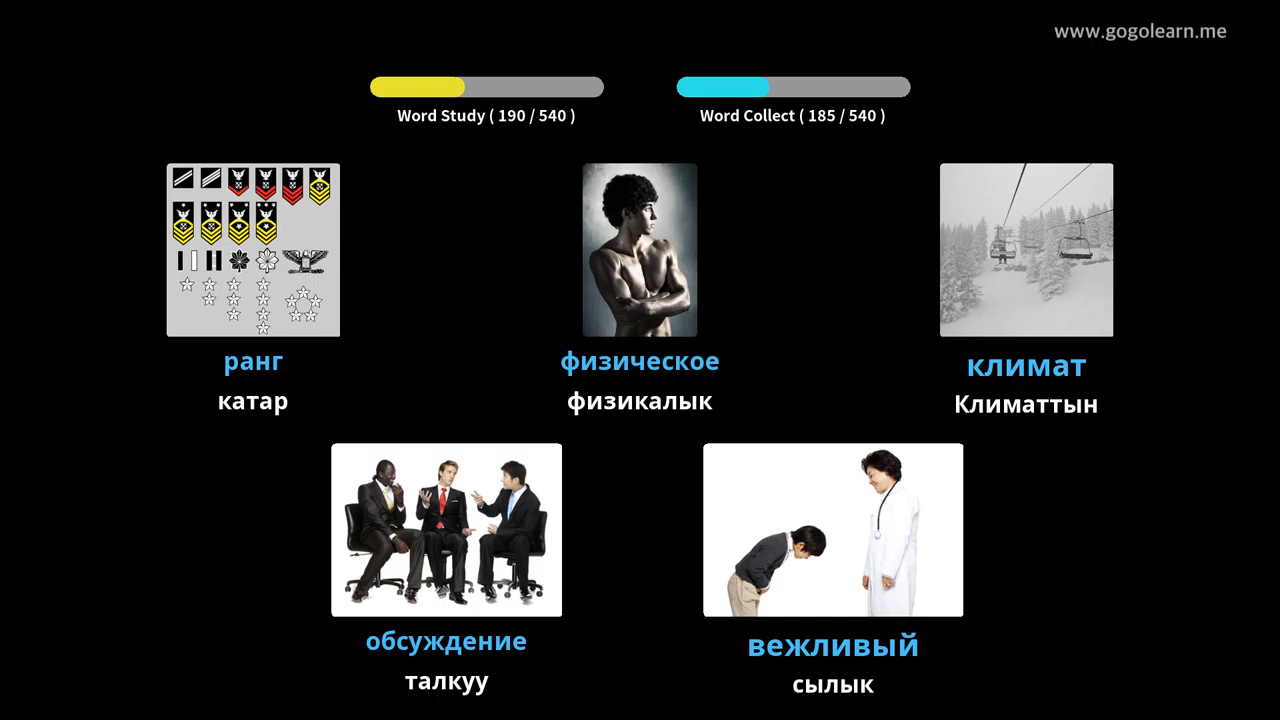 www.gogolearn.me
Word Study ( 190 / 540 )
Word Collect ( 185 / 540 )
ранг
катар
физическое
физикалык
климат
Климаттын
обсуждение
талкуу
вежливый
сылык